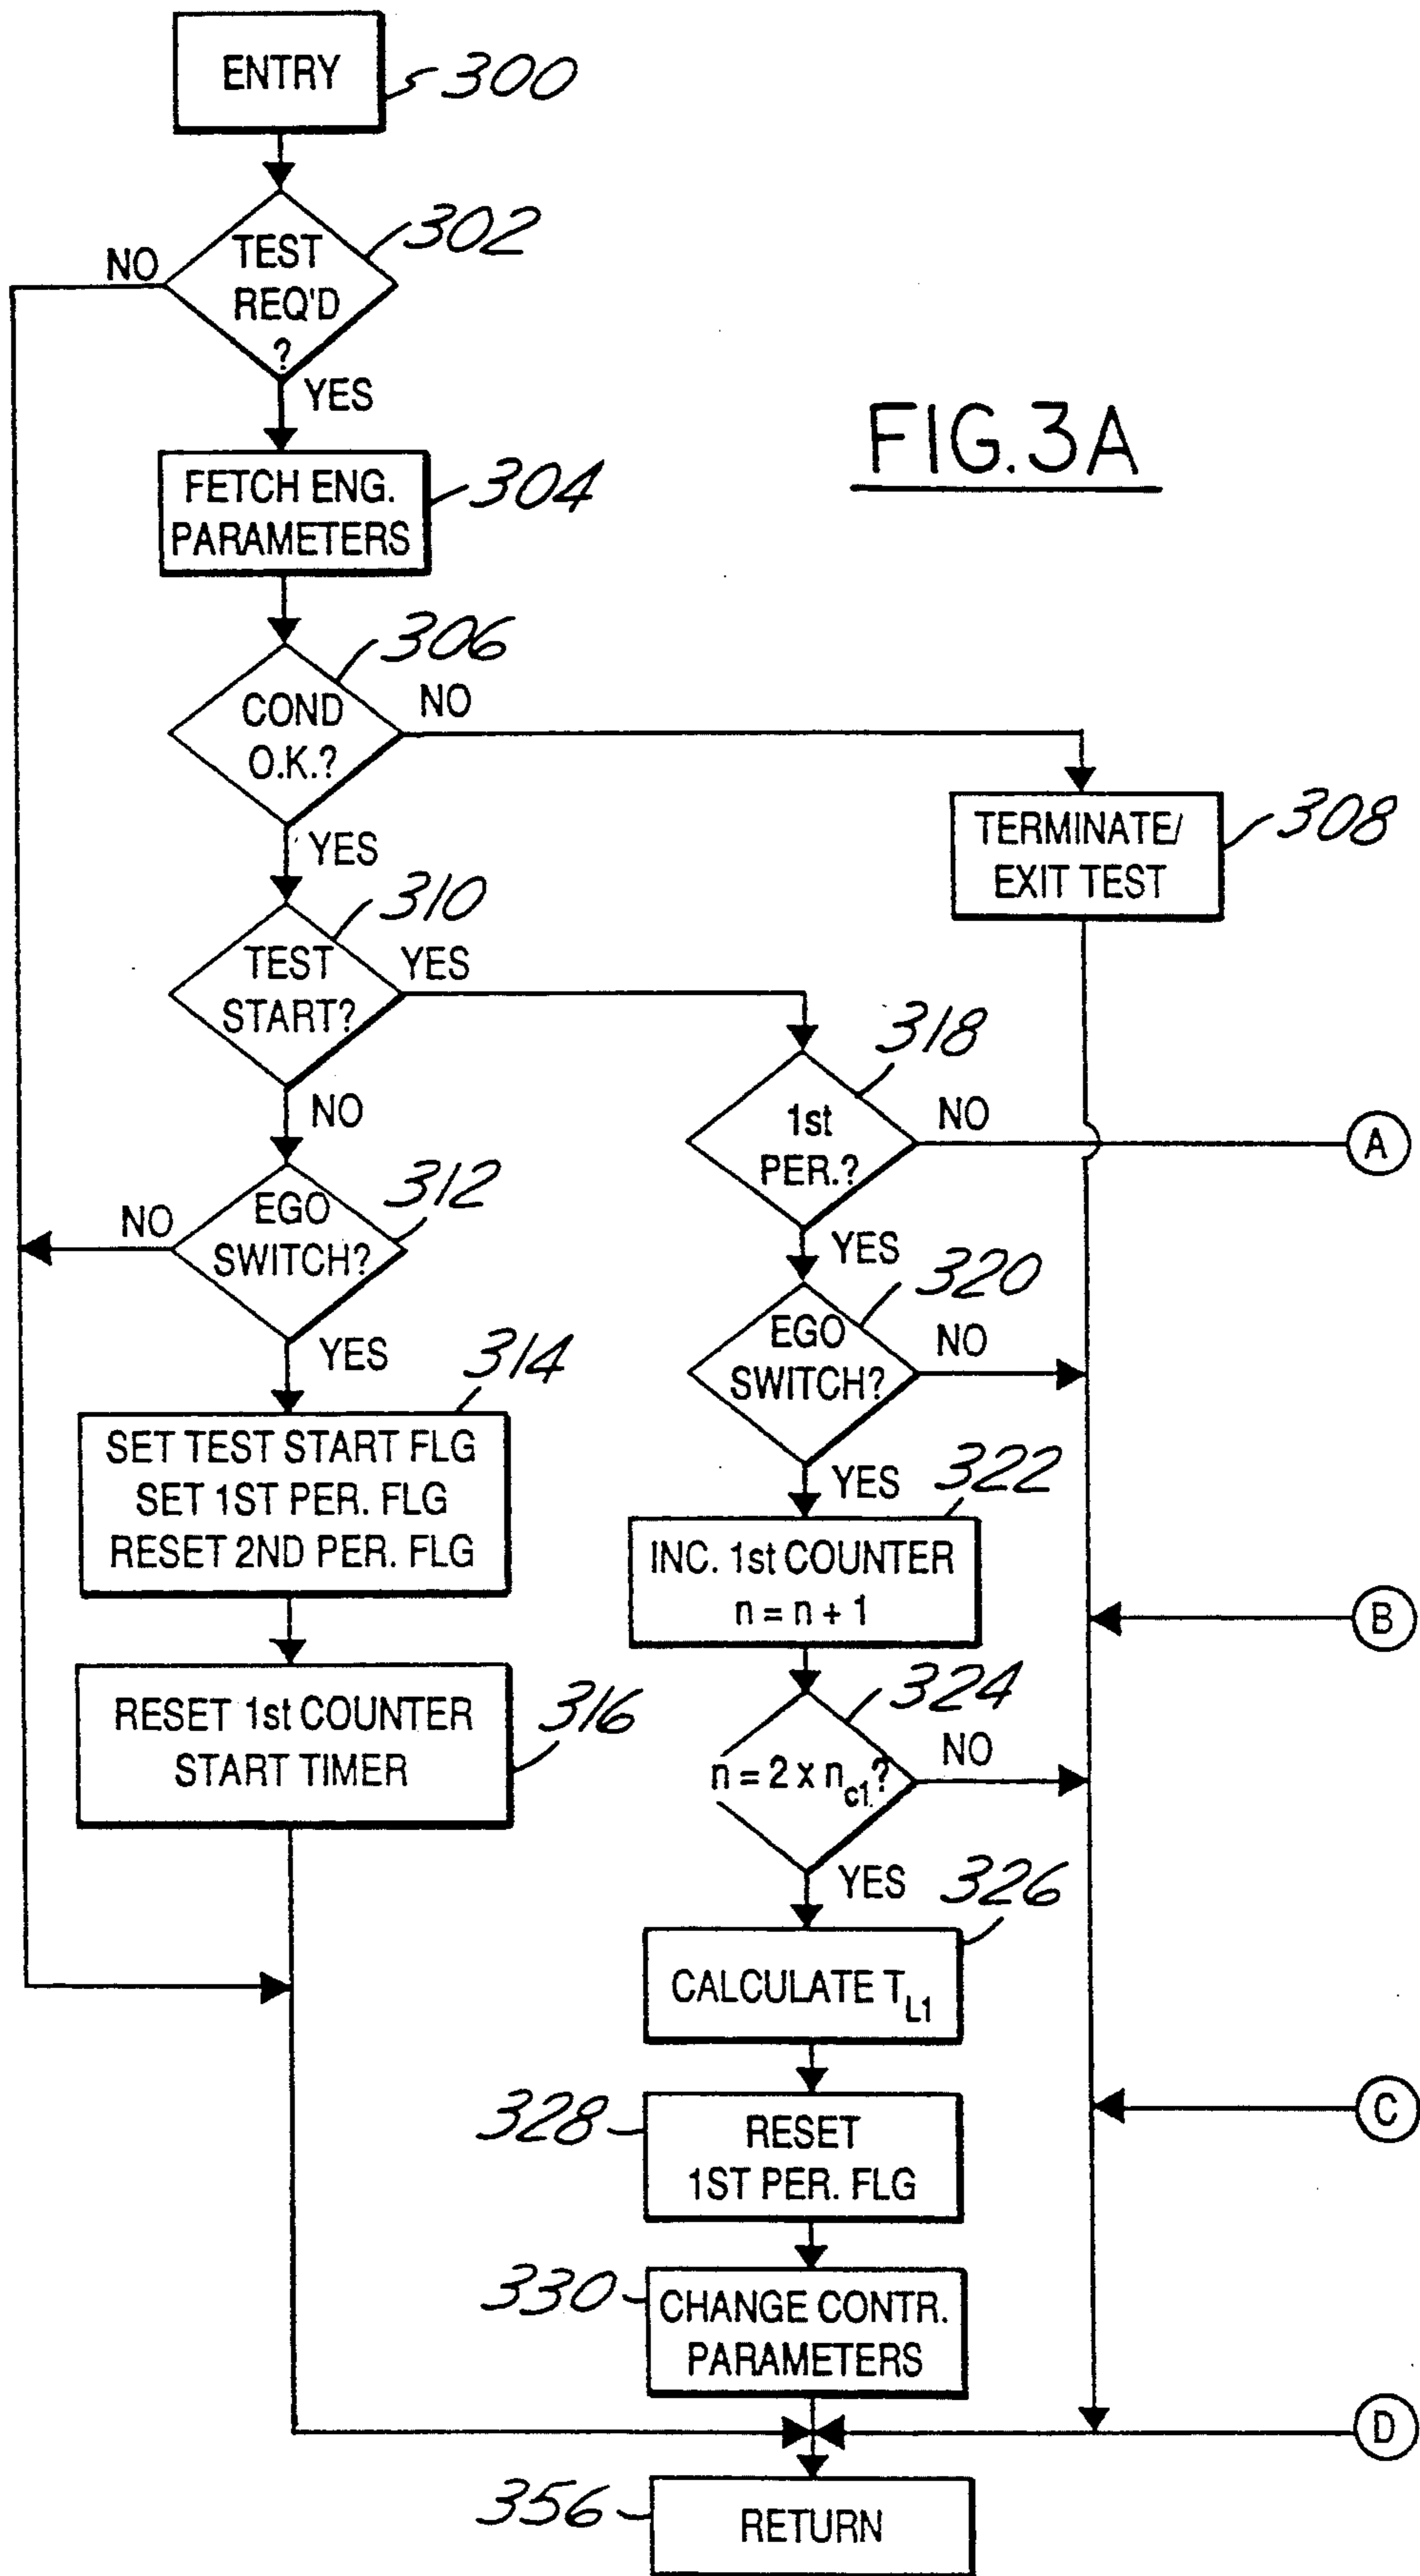 ENTRY
300
302
TEST
REQ'D
?
NO
YES
FIG.3A
FETCH ENG.
PARAMETERS
304
306
COND
O.K.?
NO
YES
TERMINATE/
EXIT TEST
308
310
TEST
START?
YES
NO
318
1st
PER.?
NO
A
YES
312
EGO
SWITCH?
NO
YES
320
EGO
SWITCH?
NO
YES
314
SET TEST START FLG
SET 1ST PER. FLG
RESET 2ND PER. FLG
322
INC. 1st COUNTER
n = n + 1
B
RESET 1st COUNTER
START TIMER
316
324
n = 2 x n_c1?
NO
YES
326
CALCULATE T_L1
328
RESET
1ST PER. FLG
C
330
CHANGE CONTR.
PARAMETERS
D
356
RETURN